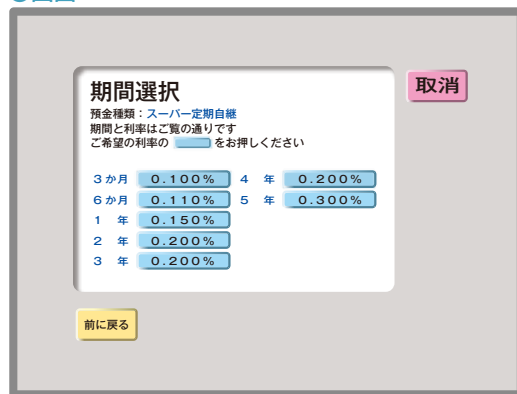 取消
期間選択
預金種類：スーパー定期自継
期間と利率はご覧の通りです
ご希望の利率の をお押しください
3か月 0.100% 4 年 0.200%
6か月 0.110% 5 年 0.300%
1 年 0.150%
2 年 0.200%
3 年 0.200%
前に戻る